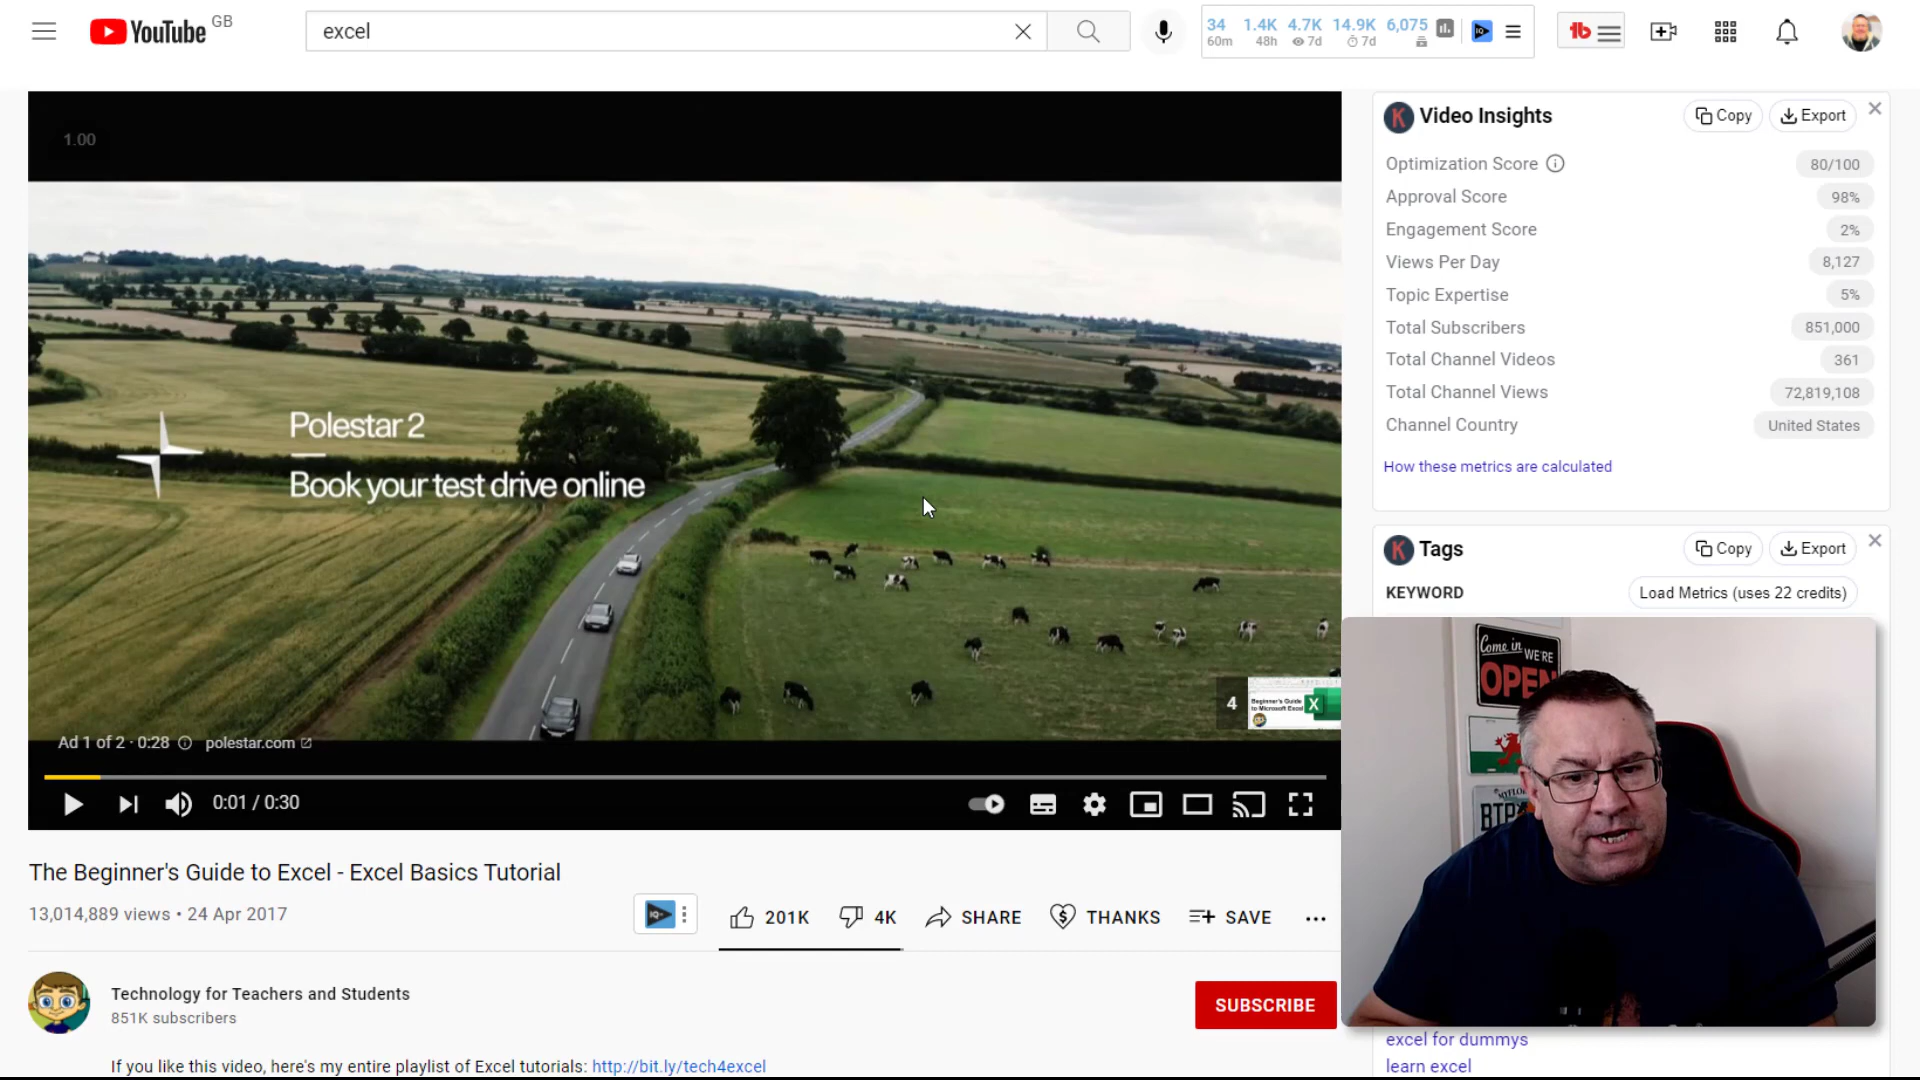 YouTube GB
excel
34 1.4K 4.7K 14.9K 6,075
60m 48h 7d 7d
1.00
Polestar 2
Book your test drive online
4
Beginner's Guide
to Microsoft Excel
Ad 1 of 2 · 0:28 polestar.com
0:01 / 0:30
The Beginner's Guide to Excel - Excel Basics Tutorial
13,014,889 views • 24 Apr 2017
201K 4K SHARE THANKS SAVE
Technology for Teachers and Students
851K subscribers
SUBSCRIBE
If you like this video, here's my entire playlist of Excel tutorials: http://bit.ly/tech4excel
Video Insights Copy Export
Optimization Score 80/100
Approval Score 98%
Engagement Score 2%
Views Per Day 8,127
Topic Expertise 5%
Total Subscribers 851,000
Total Channel Videos 361
Total Channel Views 72,819,108
Channel Country United States
How these metrics are calculated
Tags Copy Export
KEYWORD Load Metrics (uses 22 credits)
Come in
WE'RE
OPEN
excel for dummys
learn excel